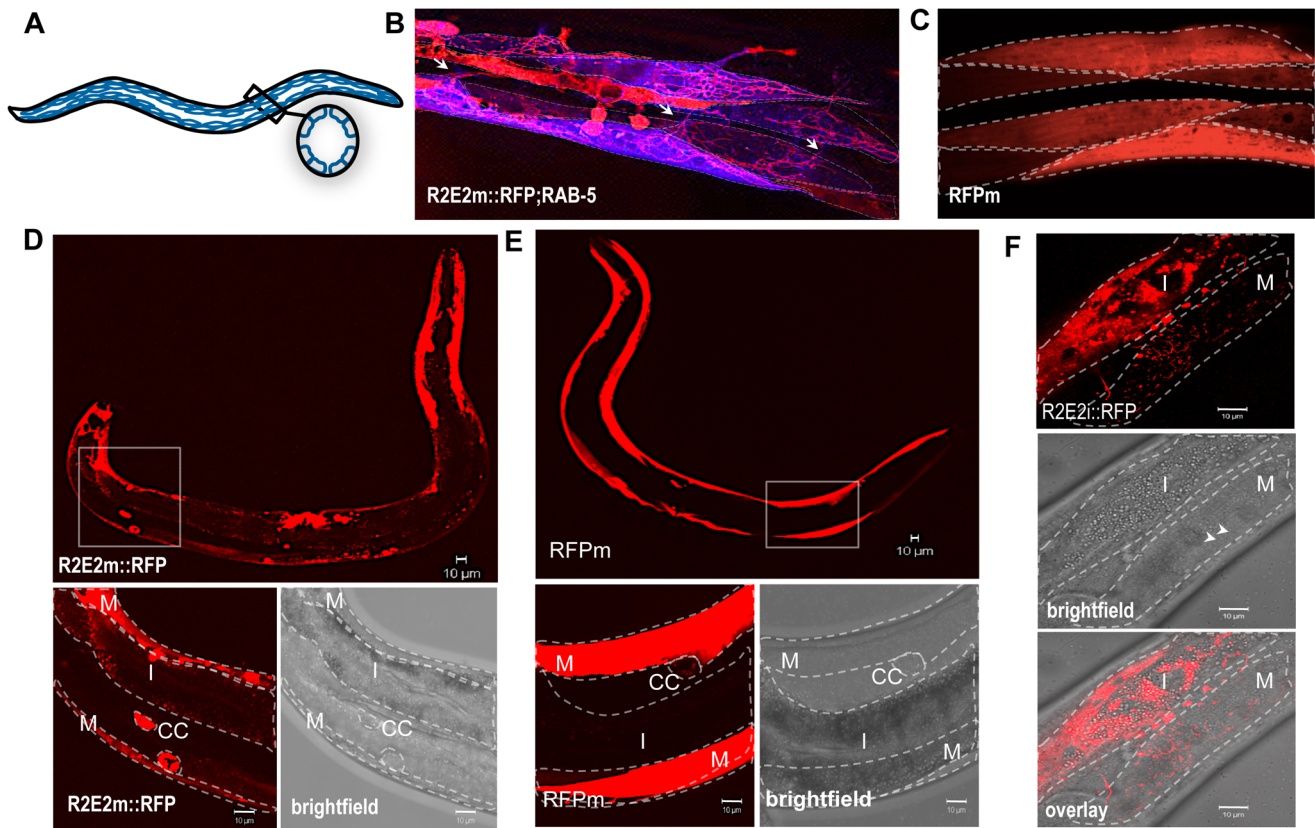 A
B
R2E2m::RFP;RAB-5
C
RFPm
D
R2E2m::RFP
10 µm
M
I
CC
M
R2E2m::RFP
10 µm
M
I
CC
M
brightfield
10 µm
E
RFPm
10 µm
M
CC
I
M
RFPm
10 µm
M
CC
I
M
brightfield
10 µm
F
I
M
R2E2i::RFP
10 µm
I
M
brightfield
10 µm
I
M
overlay
10 µm